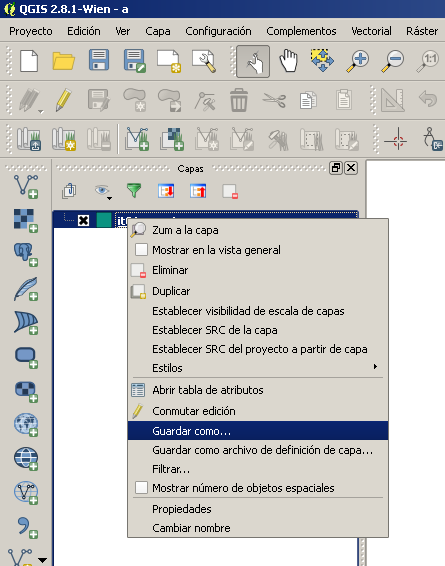 QGIS 2.8.1-Wien - a
Proyecto Edición Ver Capa Configuración Complementos Vectorial Ráster
1:1
Capas
Zum a la capa
Mostrar en la vista general
Eliminar
Duplicar
Establecer visibilidad de escala de capas
Establecer SRC de la capa
Establecer SRC del proyecto a partir de capa
Estilos
Abrir tabla de atributos
Conmutar edición
Guardar como...
Guardar como archivo de definición de capa...
Filtrar...
Mostrar número de objetos espaciales
Propiedades
Cambiar nombre